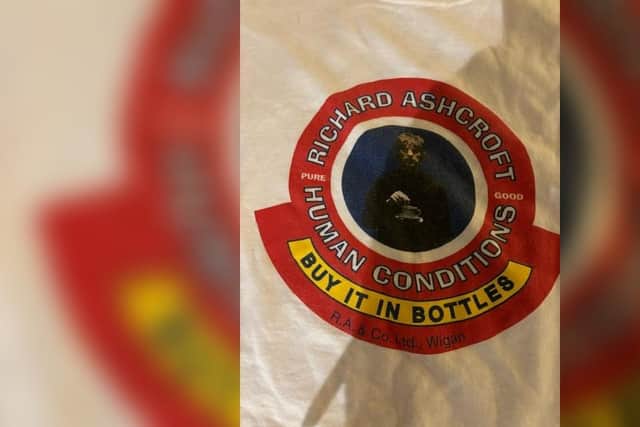 RICHARD ASHCROFT
PURE
GOOD
HUMAN CONDITIONS
BUY IT IN BOTTLES
R.A. & Co. Ltd., Wigan